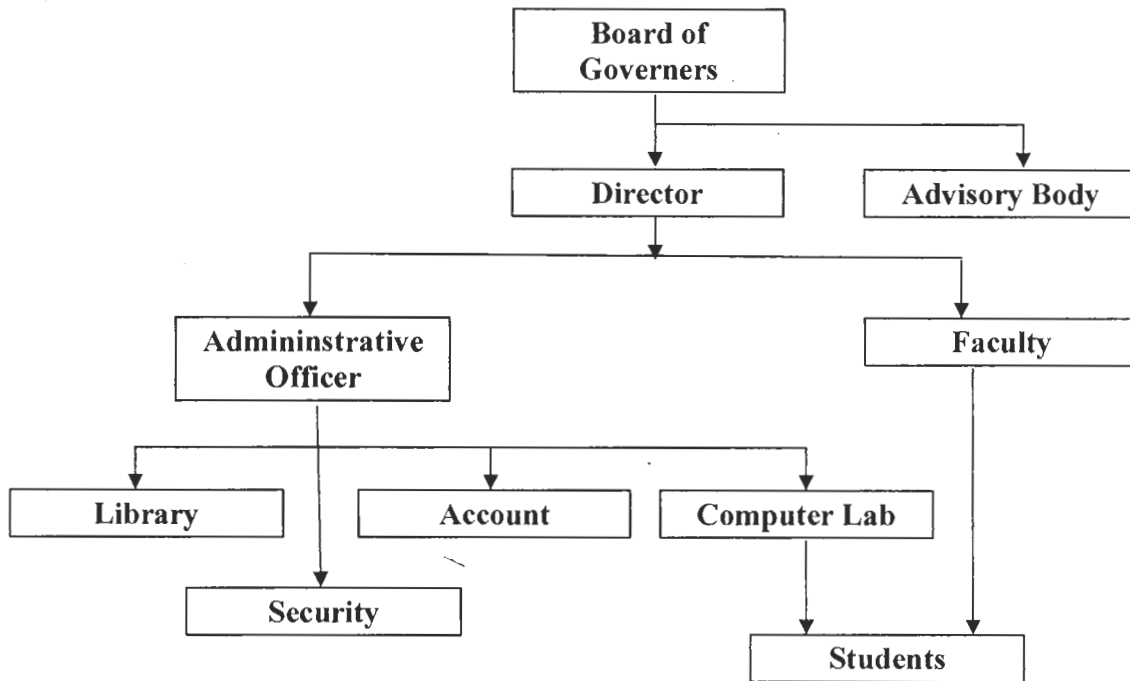 Board of
Governers
Director
Advisory Body
Admininstrative
Officer
Faculty
Library
Account
Computer Lab
Security
Students